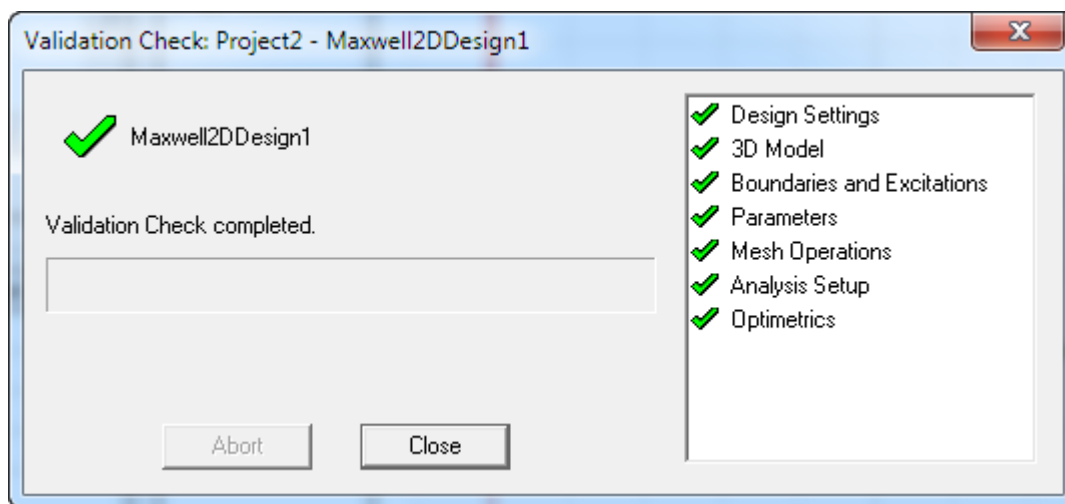 Validation Check: Project2 - Maxwell2DDesign1
Maxwell2DDesign1
Validation Check completed.
Abort
Close
Design Settings
3D Model
Boundaries and Excitations
Parameters
Mesh Operations
Analysis Setup
Optimetrics